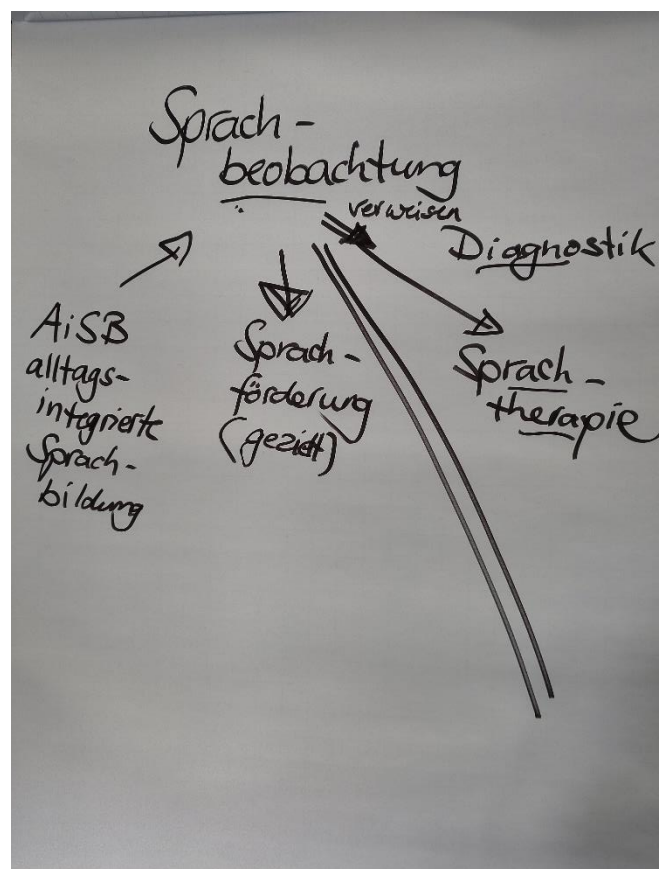 Sprach-
beobachtung
verweisen
Diagnostik
AiSB
alltags-
integrierte
Sprach-
bildung
Sprach-
förderung
(gezielt)
Sprach-
therapie